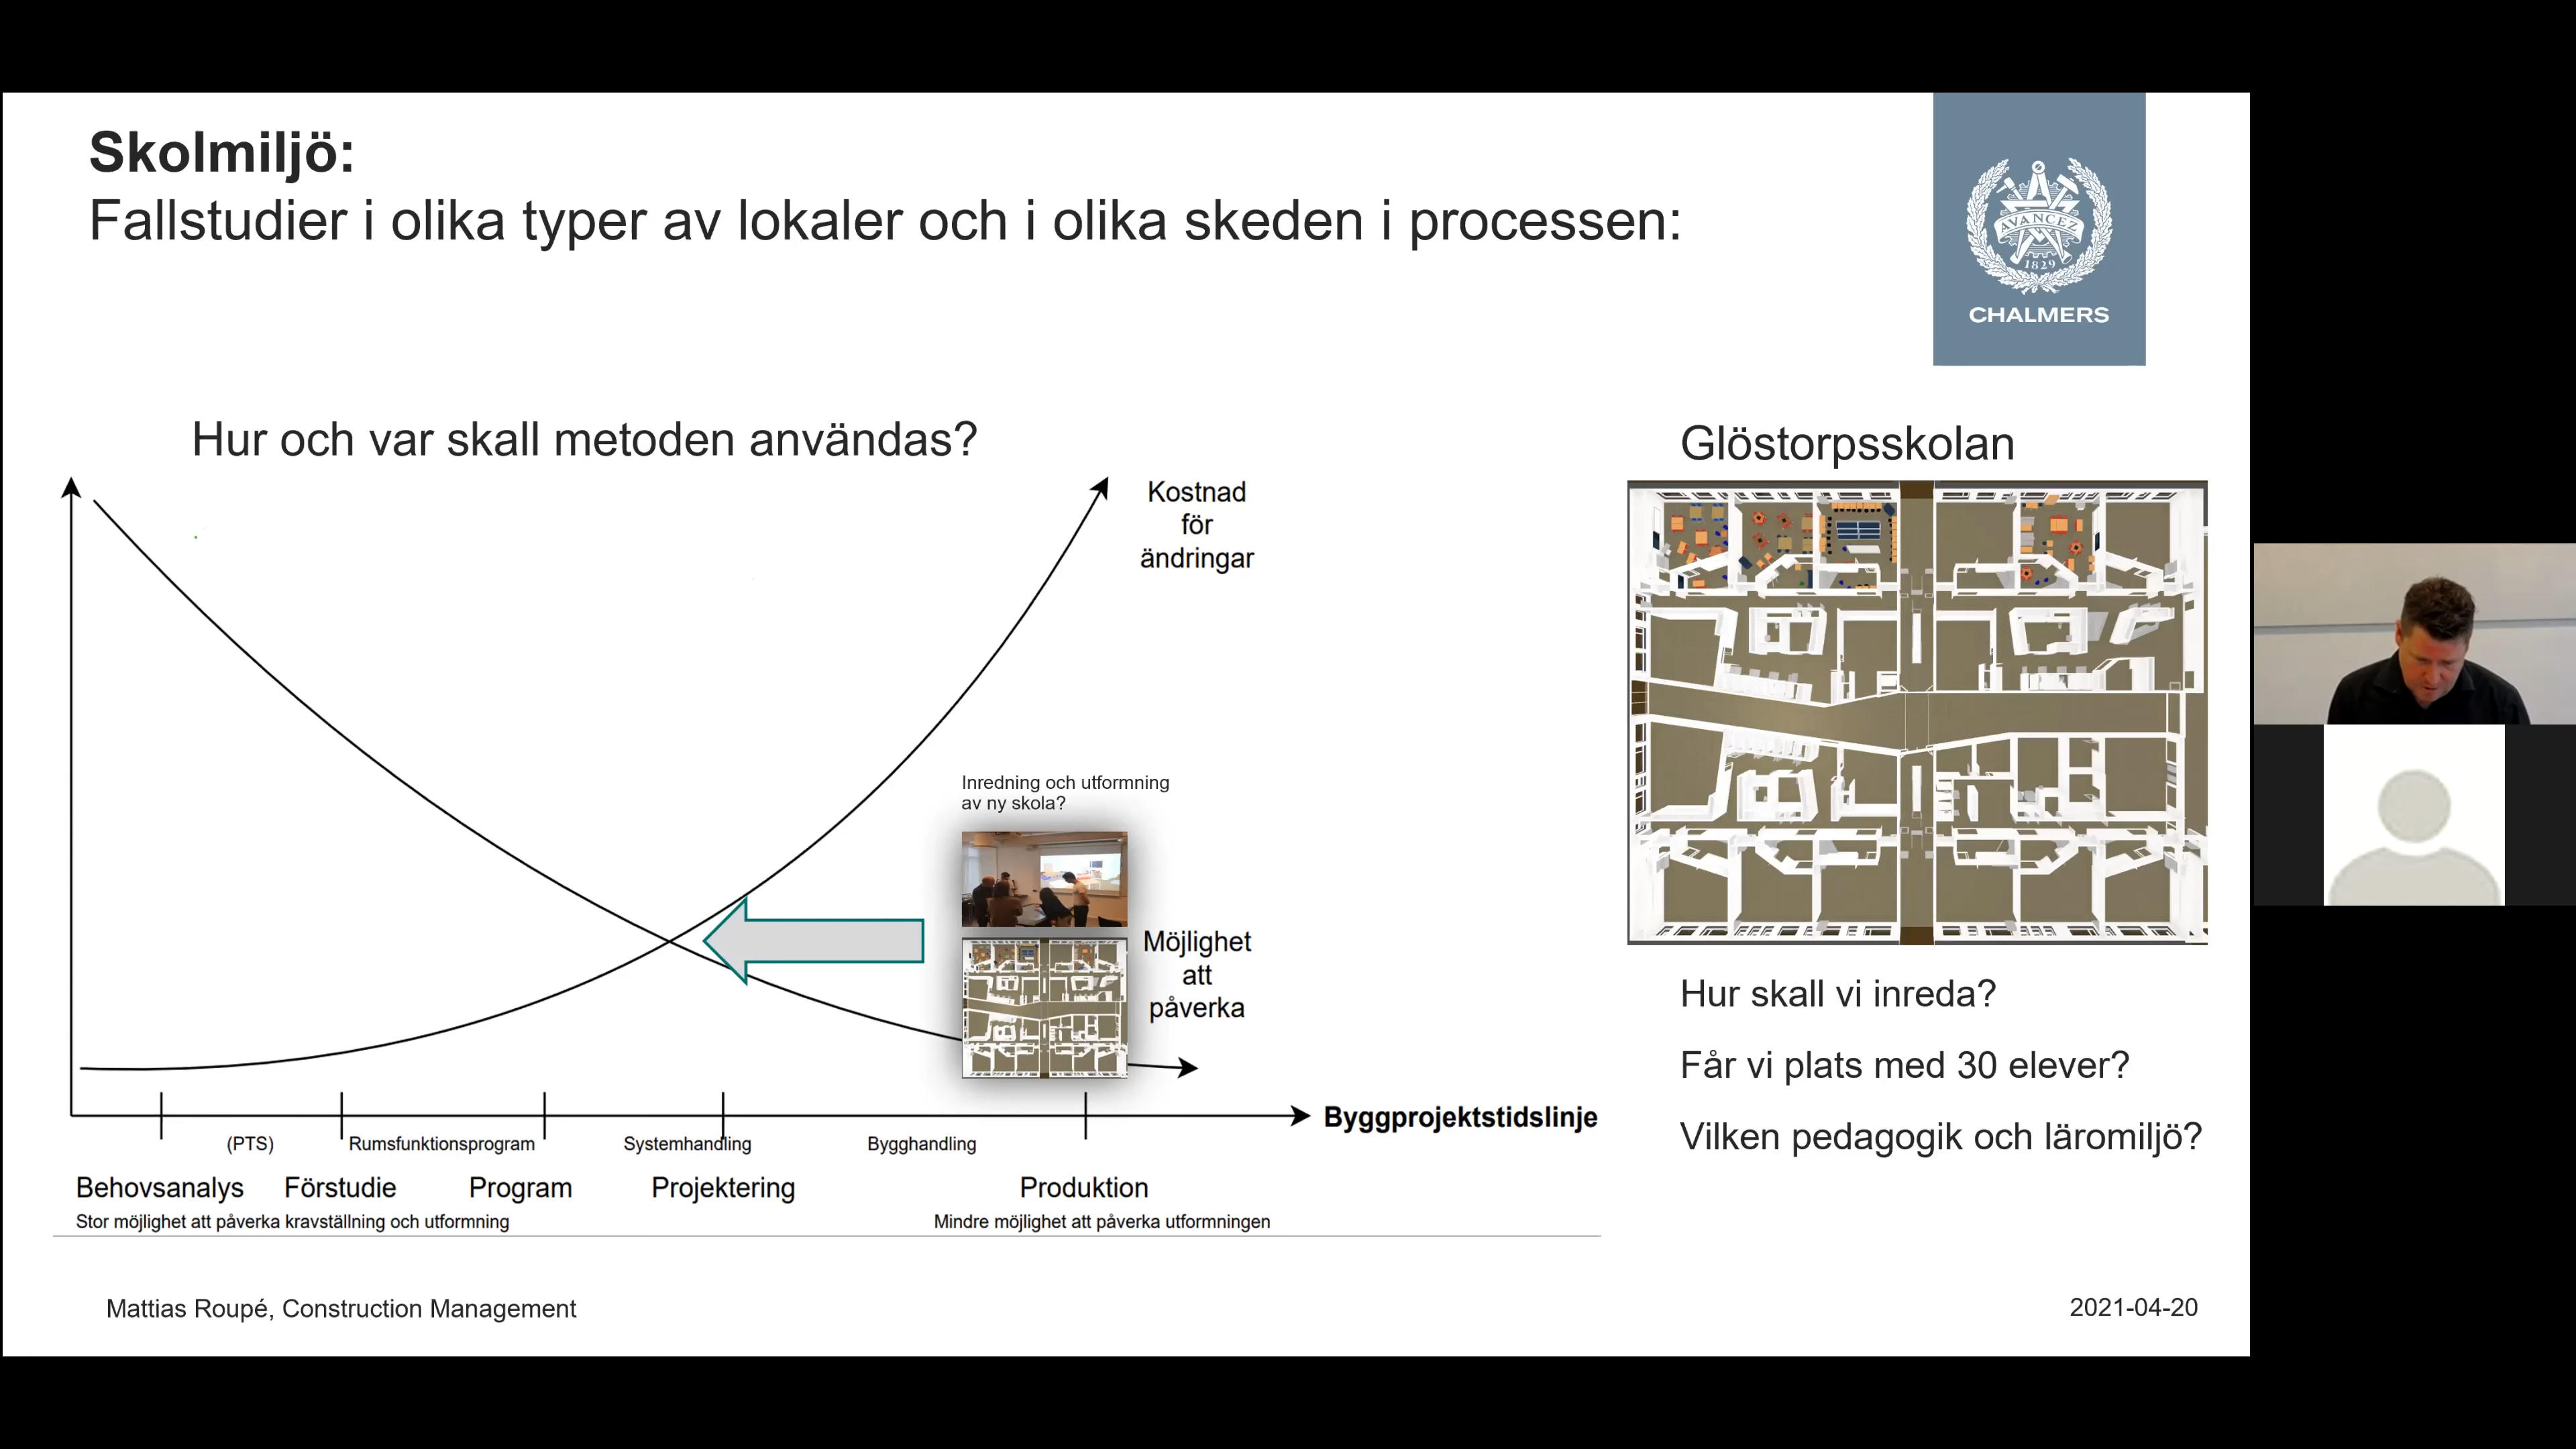 Skolmiljö:
Fallstudier i olika typer av lokaler och i olika skeden i processen:
AVANCEZ
1829
CHALMERS
Hur och var skall metoden användas?
Kostnad
för
ändringar
Inredning och utformning
av ny skola?
Möjlighet
att
påverka
Byggprojektstidslinje
(PTS)
Rumsfunktionsprogram
Systemhandling
Bygghandling
Behovsanalys
Förstudie
Program
Projektering
Produktion
Stor möjlighet att påverka kravställning och utformning
Mindre möjlighet att påverka utformningen
Glöstorpsskolan
Hur skall vi inreda?
Får vi plats med 30 elever?
Vilken pedagogik och läromiljö?
Mattias Roupé, Construction Management
2021-04-20